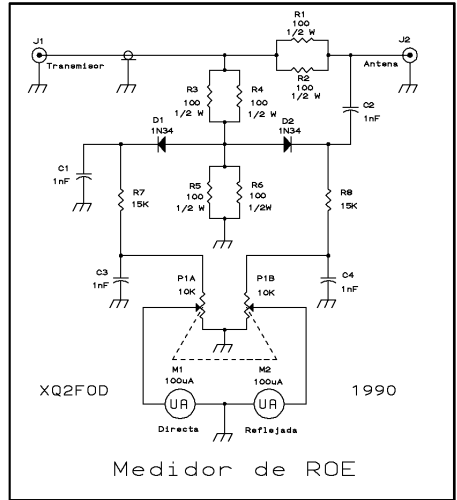 R1
100
1/2 W
J1
J2
Transmisor
Antena
R2
100
1/2 W
R3
100
1/2 W
R4
100
1/2 W
C2
1nF
D1
1N34
D2
1N34
C1
1nF
R7
15K
R5
100
1/2 W
R6
100
1/2W
R8
15K
C3
1nF
P1A
10K
P1B
10K
C4
1nF
M1
100uA
M2
100uA
XQ2FOD
UA
UA
1990
Directa
Reflejada
Medidor de ROE